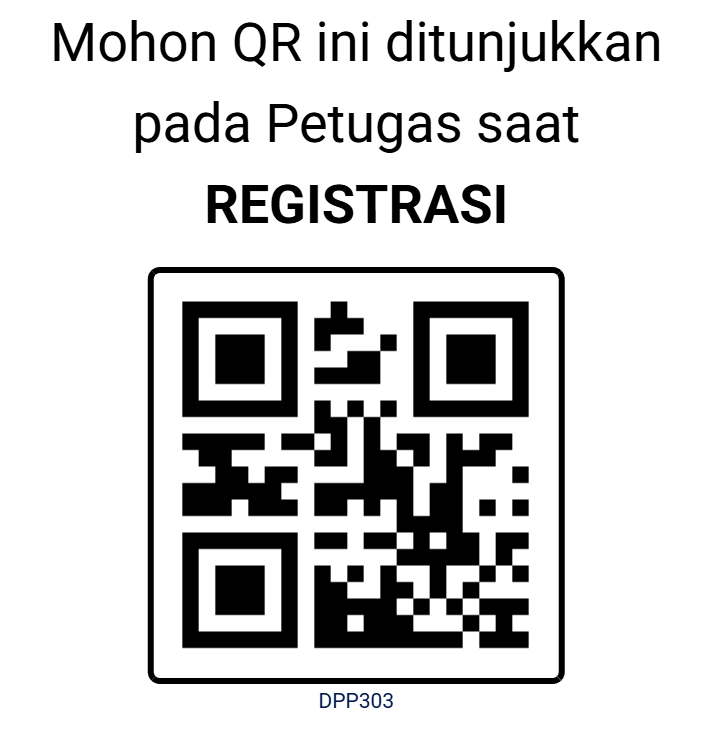 Mohon QR ini ditunjukkan
pada Petugas saat
REGISTRASI
DPP303